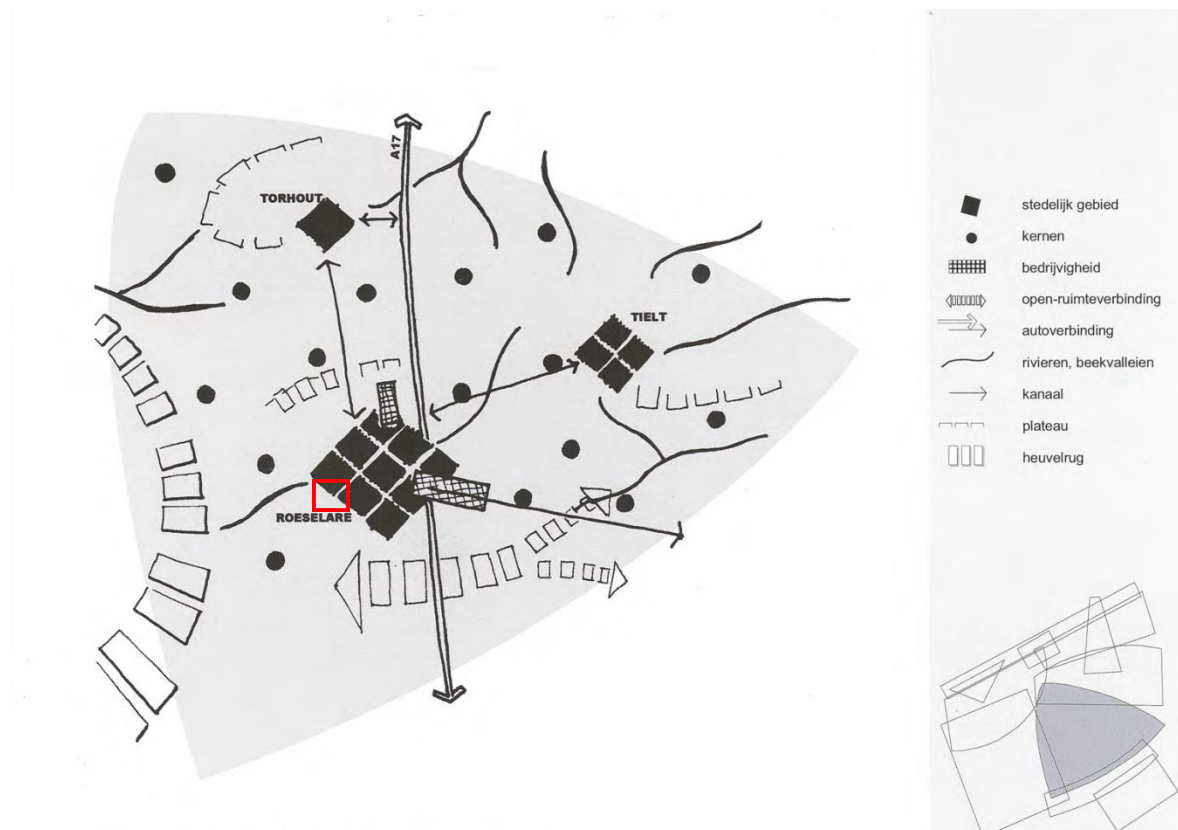 A17
TORHOUT
TIELT
ROESELARE
stedelijk gebied
kernen
bedrijvigheid
open-ruimteverbinding
autoverbinding
rivieren, beekvalleien
kanaal
plateau
heuvelrug